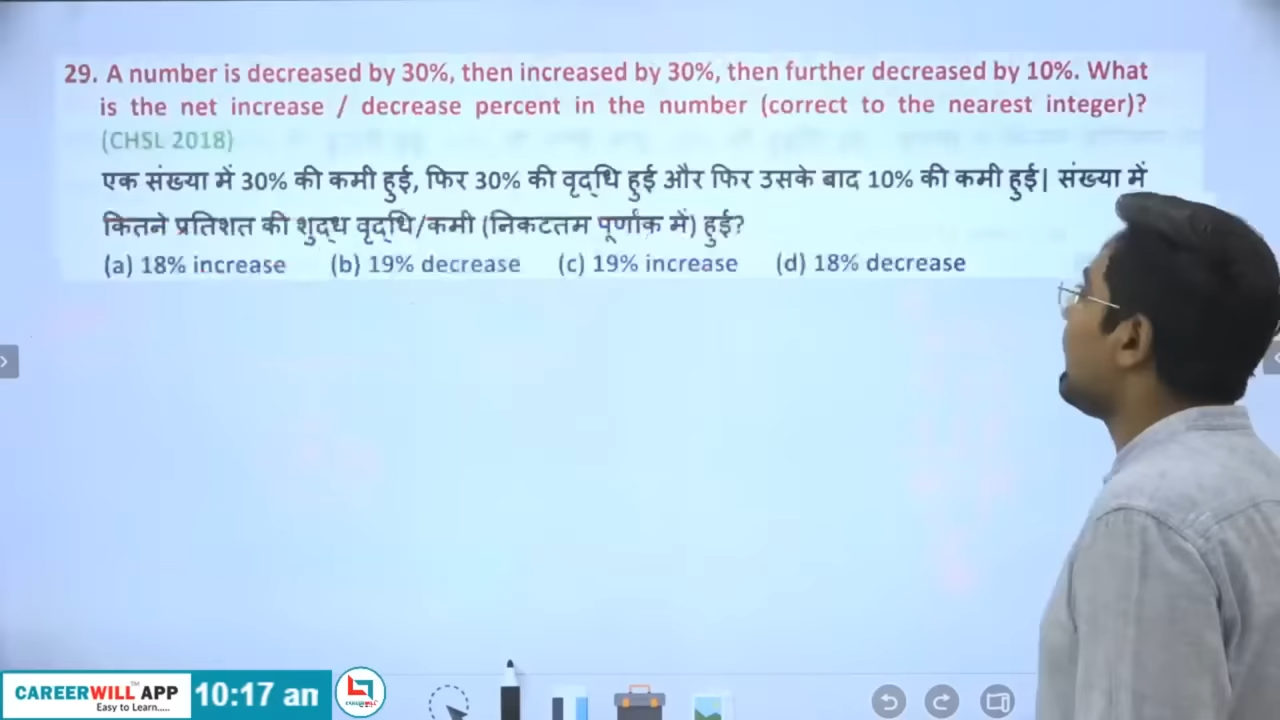 29. A number is decreased by 30%, then increased by 30%, then further decreased by 10%. What
is the net increase / decrease percent in the number (correct to the nearest integer)?
(CHSL 2018)
एक संख्या में 30% की कमी हुई, फिर 30% की वृद्धि हुई और फिर उसके बाद 10% की कमी हुई| संख्या में
कितने प्रतिशत की शुद्ध वृद्धि/कमी (निकटतम पूर्णांक में) हुई?
(a) 18% increase (b) 19% decrease (c) 19% increase (d) 18% decrease
CAREERWILL™ APP
Easy to Learn.....
10:17 an
CAREERWILL